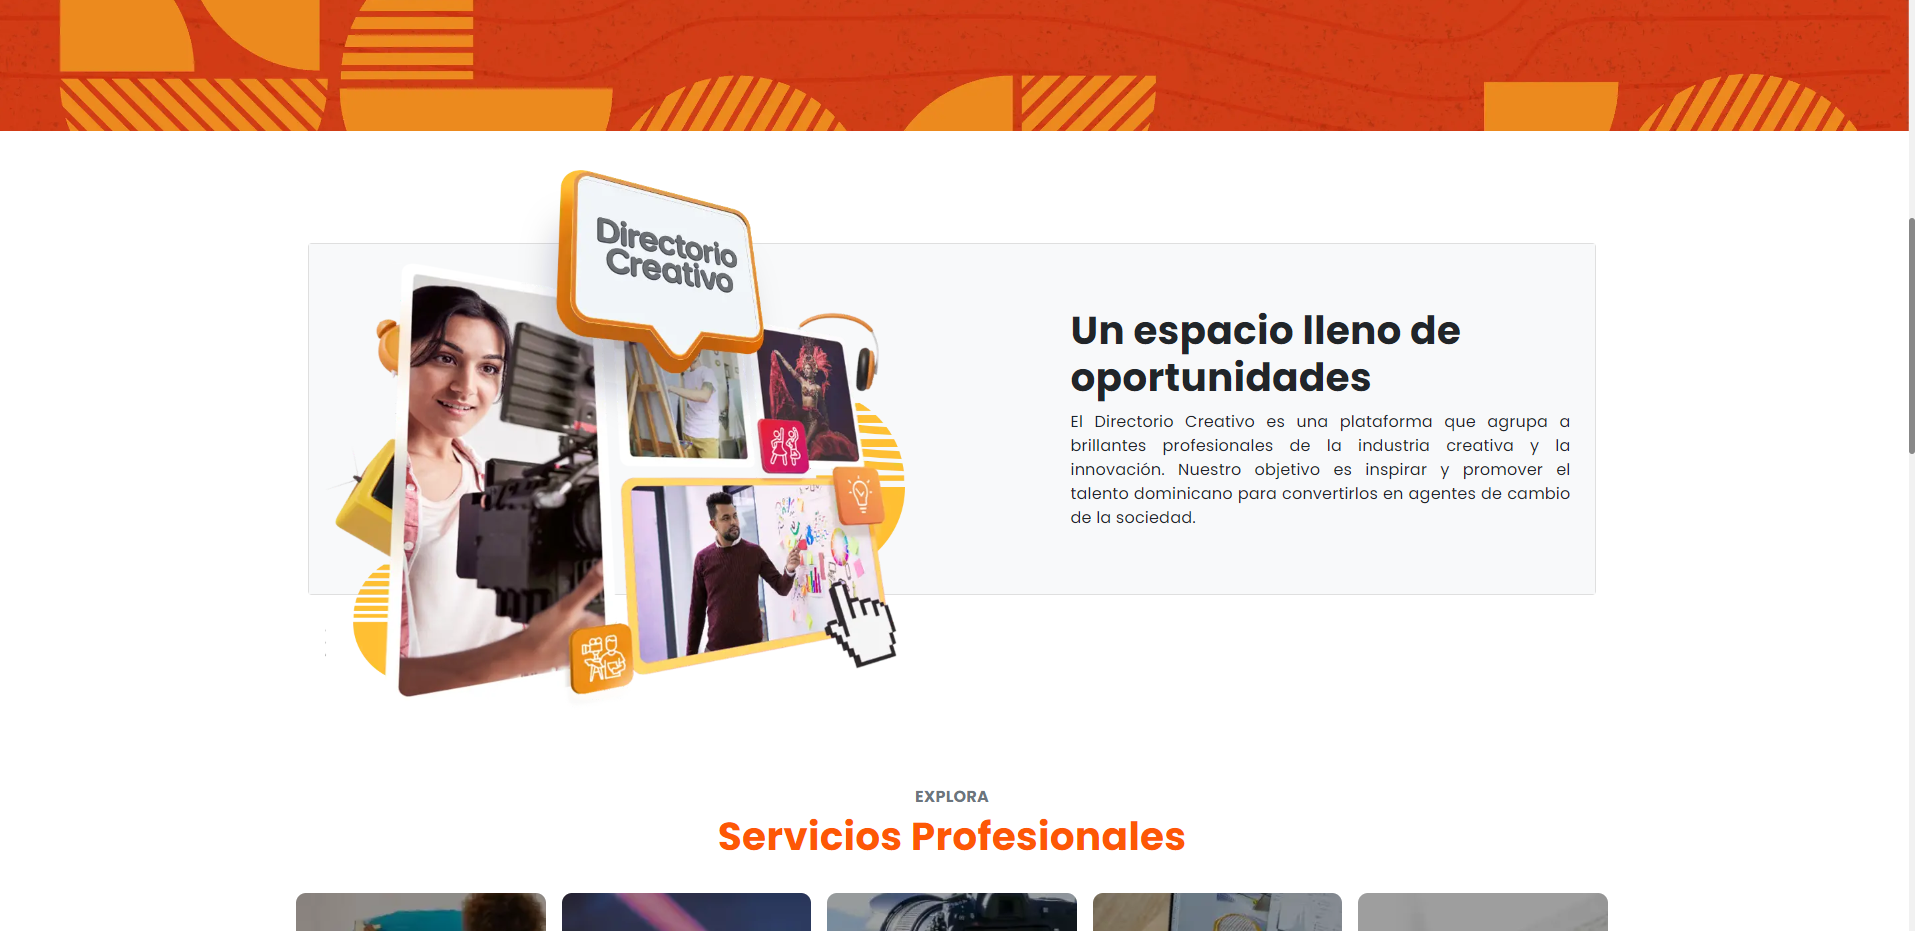 Directorio
Creativo
Un espacio lleno de
oportunidades
El Directorio Creativo es una plataforma que agrupa a
brillantes profesionales de la industria creativa y la
innovación. Nuestro objetivo es inspirar y promover el
talento dominicano para convertirlos en agentes de cambio
de la sociedad.
EXPLORA
Servicios Profesionales